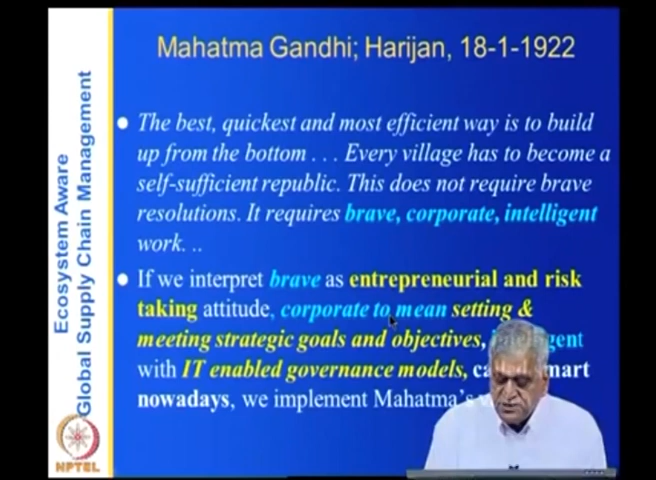 Mahatma Gandhi; Harijan, 18-1-1922
The best, quickest and most efficient way is to build
up from the bottom . . . Every village has to become a
self-sufficient republic. This does not require brave
resolutions. It requires brave, corporate, intelligent
work. ..
If we interpret brave as entrepreneurial and risk
taking attitude, corporate to mean setting &
meeting strategic goals and objectives,
with IT enabled governance models,
nowadays, we implement Mahatma's
Ecosystem Aware
Global Supply Chain Management
NPTEL